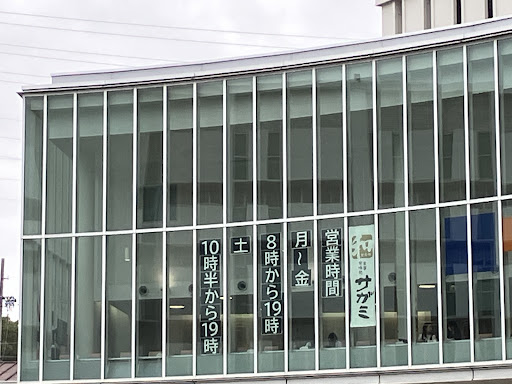 サガミ
営業時間
月～金
8時から19時
土
10時半から19時